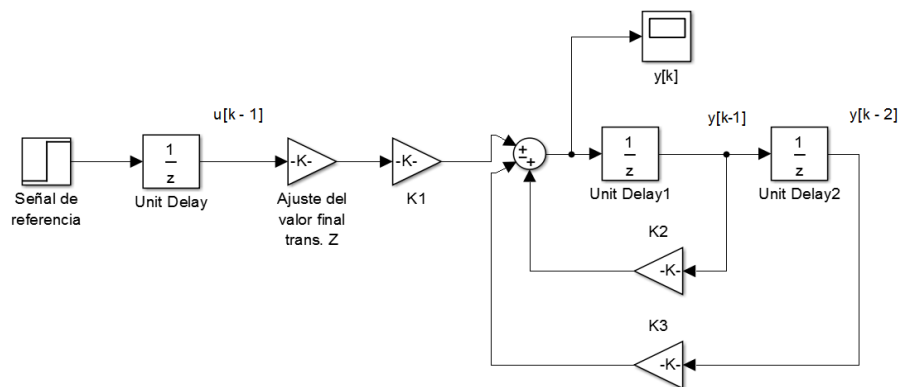 y[k]
u[k - 1]
y[k-1]
y[k - 2]
1
z
-K-
-K-
+
−
+
1
z
1
z
Señal de
referencia
Unit Delay
Ajuste del
valor final
trans. Z
K1
Unit Delay1
Unit Delay2
K2
-K-
K3
-K-